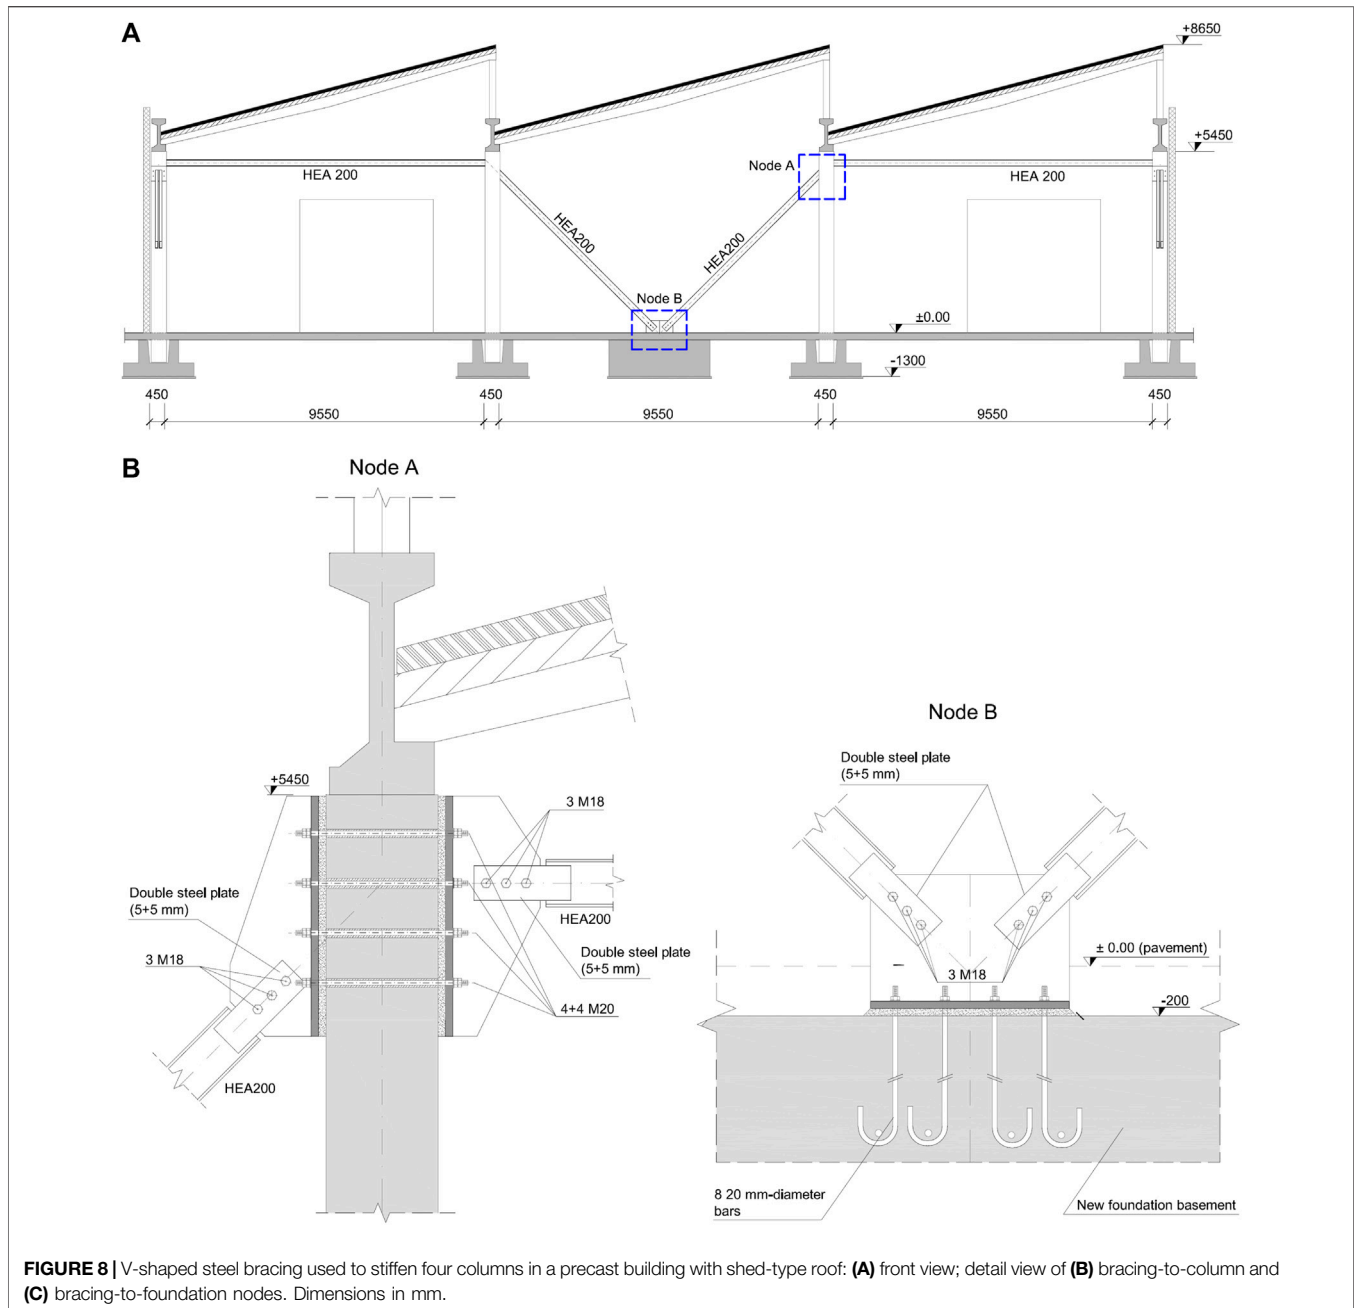 A
+8650
+5450
Node A
HEA 200
HEA 200
HEA200
HEA200
Node B
±0.00
-1300
450
450
450
450
9550
9550
9550
B
Node A
+5450
3 M18
Double steel plate
(5+5 mm)
3 M18
HEA200
Double steel plate
(5+5 mm)
4+4 M20
HEA200
Node B
Double steel plate
(5+5 mm)
± 0.00 (pavement)
3 M18
-200
8 20 mm-diameter
bars
New foundation basement
FIGURE 8 | V-shaped steel bracing used to stiffen four columns in a precast building with shed-type roof: (A) front view; detail view of (B) bracing-to-column and
(C) bracing-to-foundation nodes. Dimensions in mm.